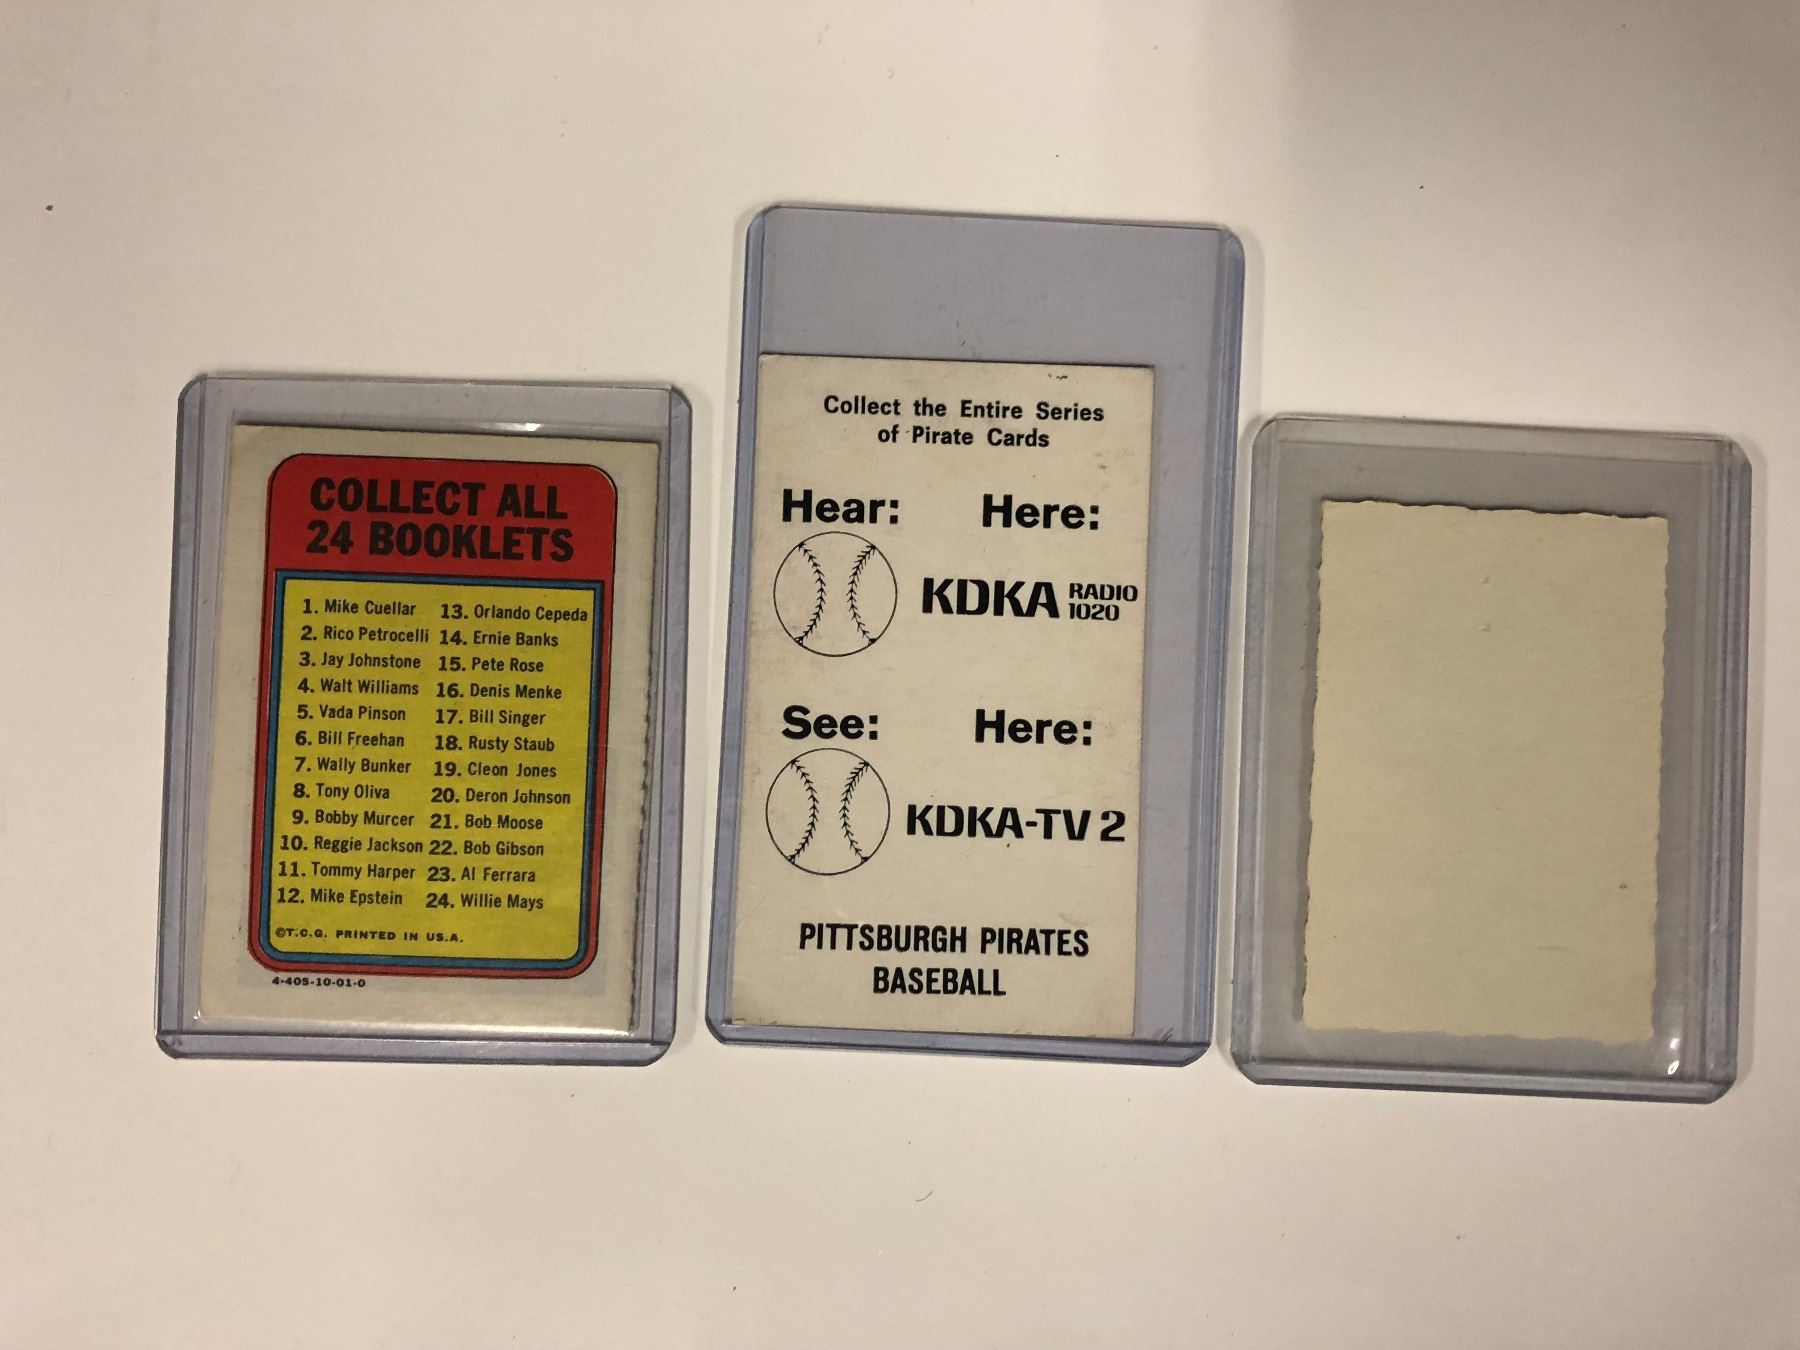 COLLECT ALL
24 BOOKLETS
1. Mike Cuellar
2. Rico Petrocelli
3. Jay Johnstone
4. Walt Williams
5. Vada Pinson
6. Bill Freehan
7. Wally Bunker
8. Tony Oliva
9. Bobby Murcer
10. Reggie Jackson
11. Tommy Harper
12. Mike Epstein
13. Orlando Cepeda
14. Ernie Banks
15. Pete Rose
16. Denis Menke
17. Bill Singer
18. Rusty Staub
19. Cleon Jones
20. Deron Johnson
21. Bob Moose
22. Bob Gibson
23. Al Ferrara
24. Willie Mays
©T.C.G. PRINTED IN U.S.A.
4-405-10-01-0
Collect the Entire Series
of Pirate Cards
Hear: Here:
KDKA RADIO 1020
See: Here:
KDKA-TV 2
PITTSBURGH PIRATES
BASEBALL